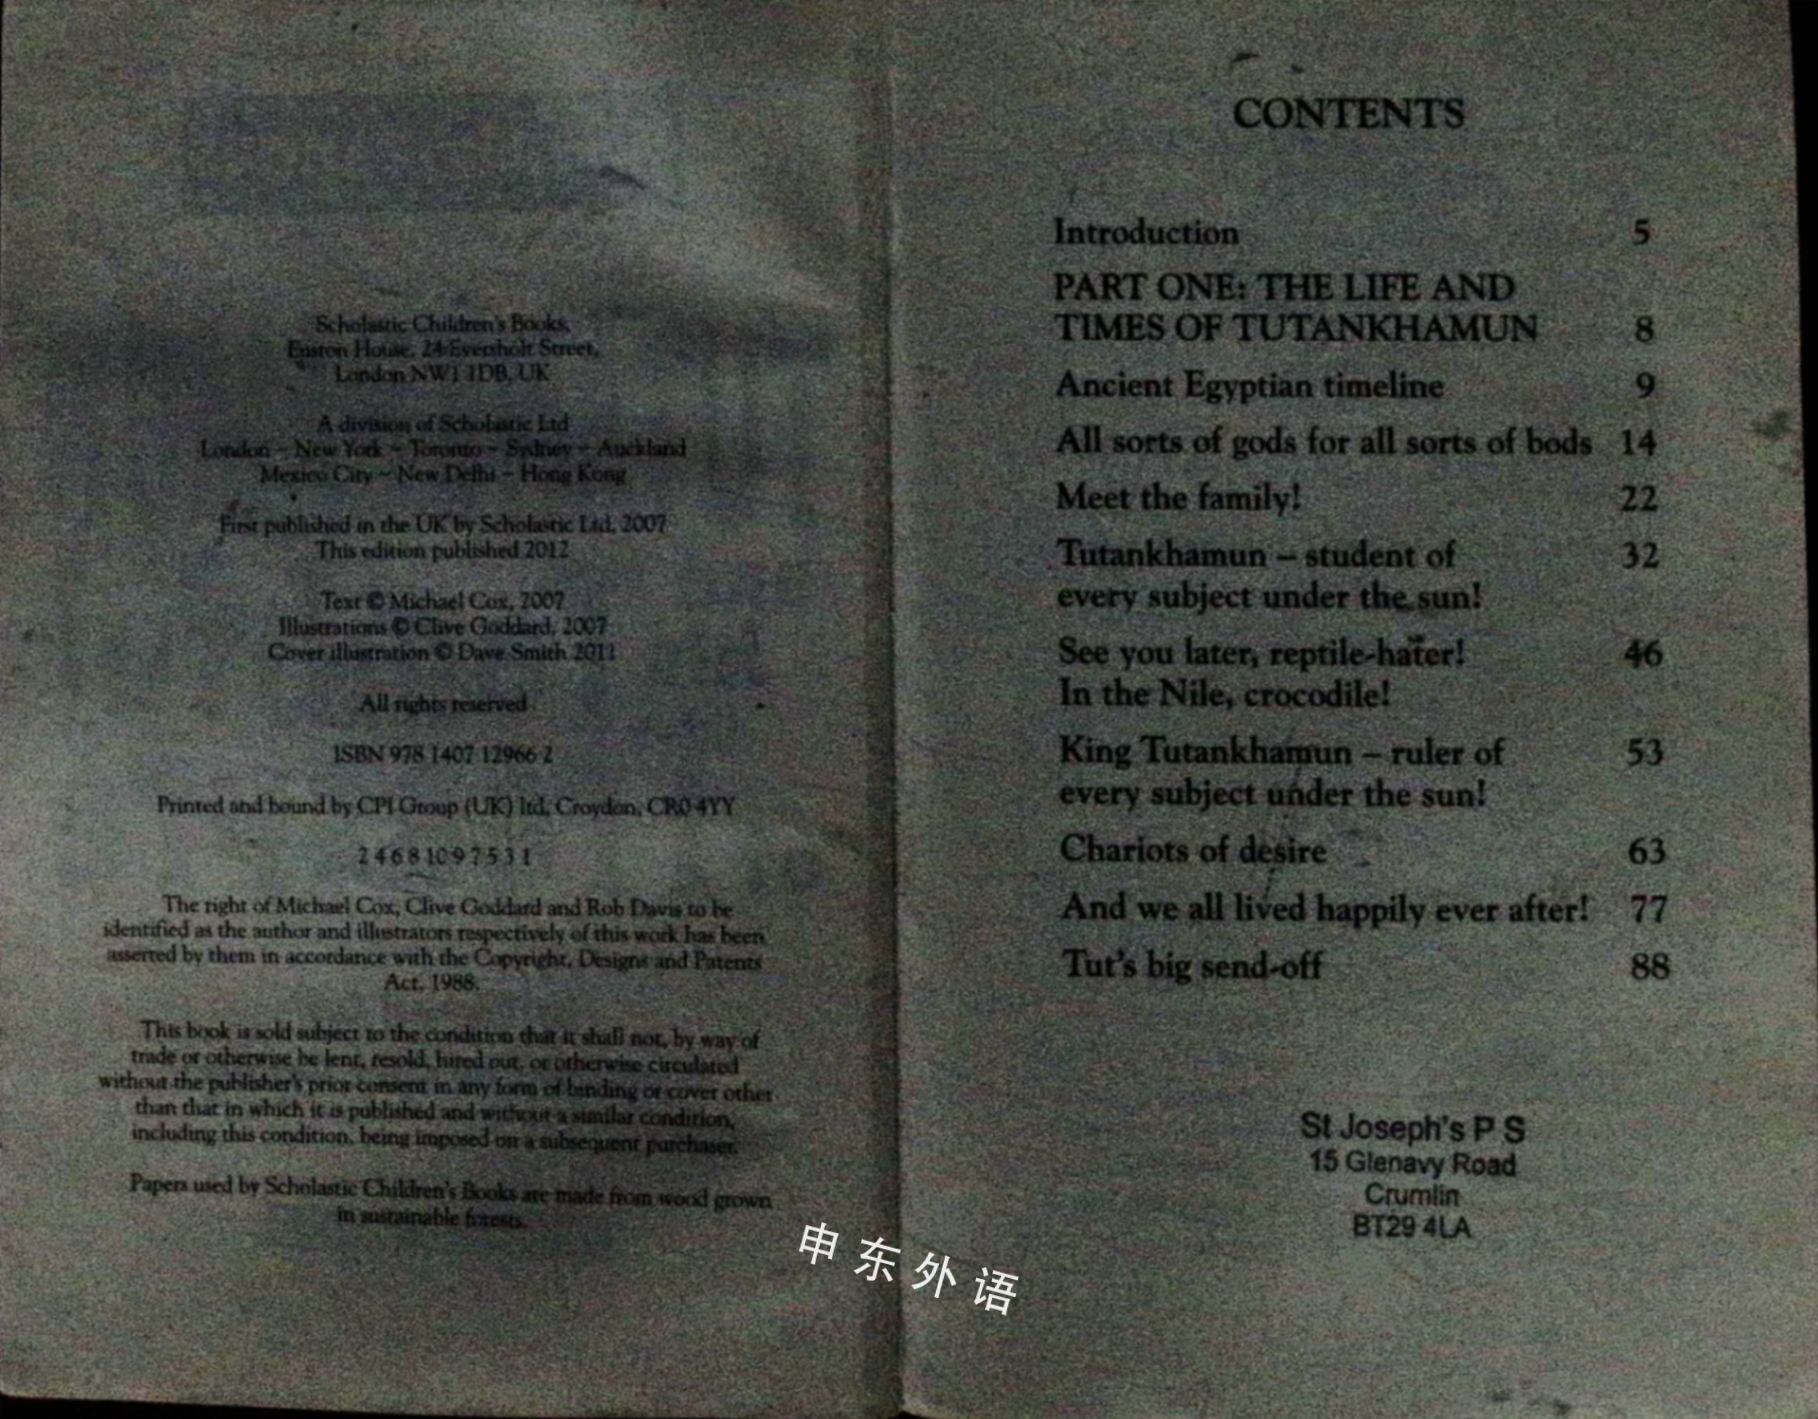 Scholastic Children's Books,
Euston House, 24 Eversholt Street,
London NW1 1DB, UK
A division of Scholastic Ltd
London ~ New York ~ Toronto ~ Sydney ~ Auckland
Mexico City ~ New Delhi ~ Hong Kong
First published in the UK by Scholastic Ltd, 2007
This edition published 2012
Text © Michael Cox, 2007
Illustrations © Clive Goddard, 2007
Cover illustration © Dave Smith 2011
All rights reserved
ISBN 978 1407 12966 2
Printed and bound by CPI Group (UK) ltd, Croydon, CR0 4YY
2 4 6 8 10 9 7 5 3 1
The right of Michael Cox, Clive Goddard and Rob Davis to be
identified as the author and illustrators respectively of this work has been
asserted by them in accordance with the Copyright, Designs and Patents
Act, 1988.
This book is sold subject to the condition that it shall not, by way of
trade or otherwise be lent, resold, hired out, or otherwise circulated
without the publisher's prior consent in any form of binding or cover other
than that in which it is published and without a similar condition,
including this condition, being imposed on a subsequent purchaser.
Papers used by Scholastic Children's Books are made from wood grown
in sustainable forests.
CONTENTS
Introduction 5
PART ONE: THE LIFE AND
TIMES OF TUTANKHAMUN 8
Ancient Egyptian timeline 9
All sorts of gods for all sorts of bods 14
Meet the family! 22
Tutankhamun – student of 32
every subject under the sun!
See you later, reptile-hater! 46
In the Nile, crocodile!
King Tutankhamun – ruler of 53
every subject under the sun!
Chariots of desire 63
And we all lived happily ever after! 77
Tut's big send-off 88
St Joseph's P S
15 Glenavy Road
Crumlin
BT29 4LA
申东外语